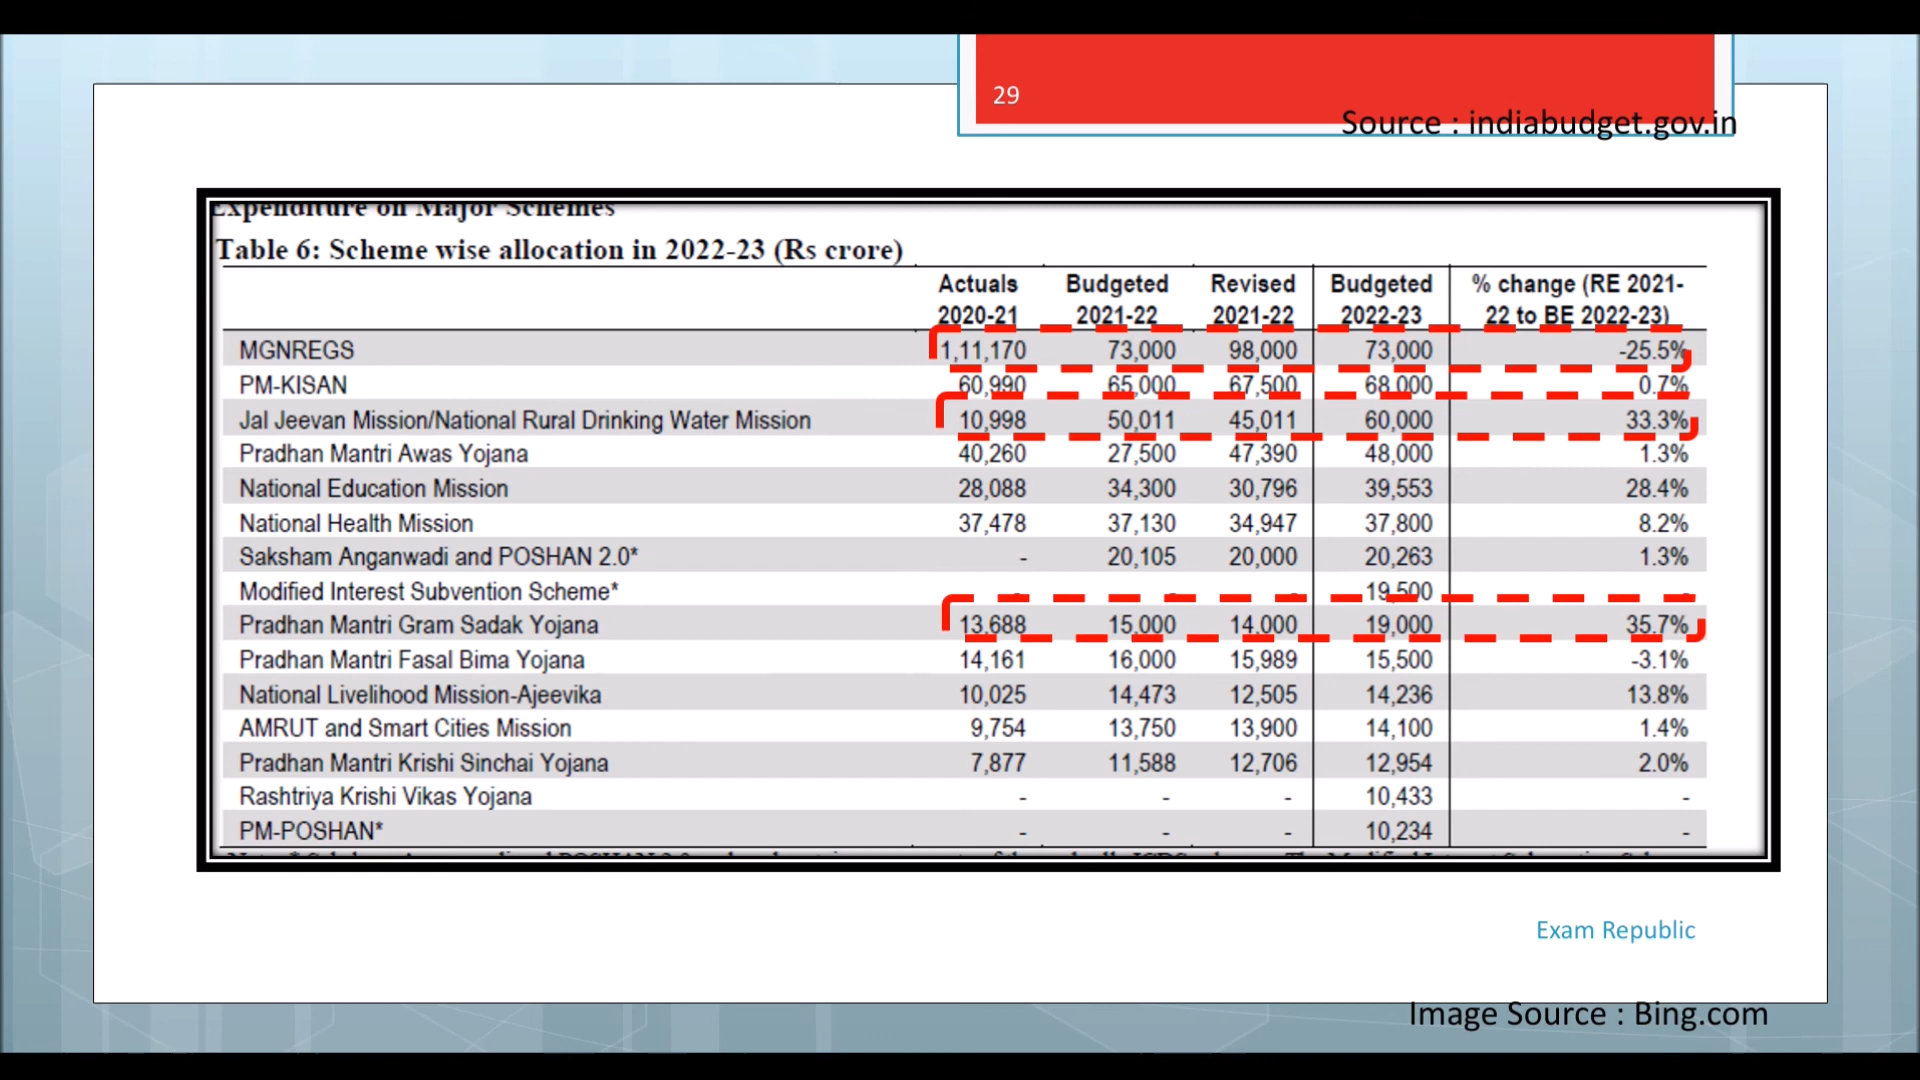 29
Source : indiabudget.gov.in
Expenditure on Major Schemes
Table 6: Scheme wise allocation in 2022-23 (Rs crore)
Actuals 2020-21 Budgeted 2021-22 Revised 2021-22 Budgeted 2022-23 % change (RE 2021-22 to BE 2022-23)
MGNREGS 1,11,170 73,000 98,000 73,000 -25.5%
PM-KISAN 60,990 65,000 67,500 68,000 0.7%
Jal Jeevan Mission/National Rural Drinking Water Mission 10,998 50,011 45,011 60,000 33.3%
Pradhan Mantri Awas Yojana 40,260 27,500 47,390 48,000 1.3%
National Education Mission 28,088 34,300 30,796 39,553 28.4%
National Health Mission 37,478 37,130 34,947 37,800 8.2%
Saksham Anganwadi and POSHAN 2.0* - 20,105 20,000 20,263 1.3%
Modified Interest Subvention Scheme* - - - 19,500 -
Pradhan Mantri Gram Sadak Yojana 13,688 15,000 14,000 19,000 35.7%
Pradhan Mantri Fasal Bima Yojana 14,161 16,000 15,989 15,500 -3.1%
National Livelihood Mission-Ajeevika 10,025 14,473 12,505 14,236 13.8%
AMRUT and Smart Cities Mission 9,754 13,750 13,900 14,100 1.4%
Pradhan Mantri Krishi Sinchai Yojana 7,877 11,588 12,706 12,954 2.0%
Rashtriya Krishi Vikas Yojana - - - 10,433 -
PM-POSHAN* - - - 10,234 -
Exam Republic
Image Source : Bing.com